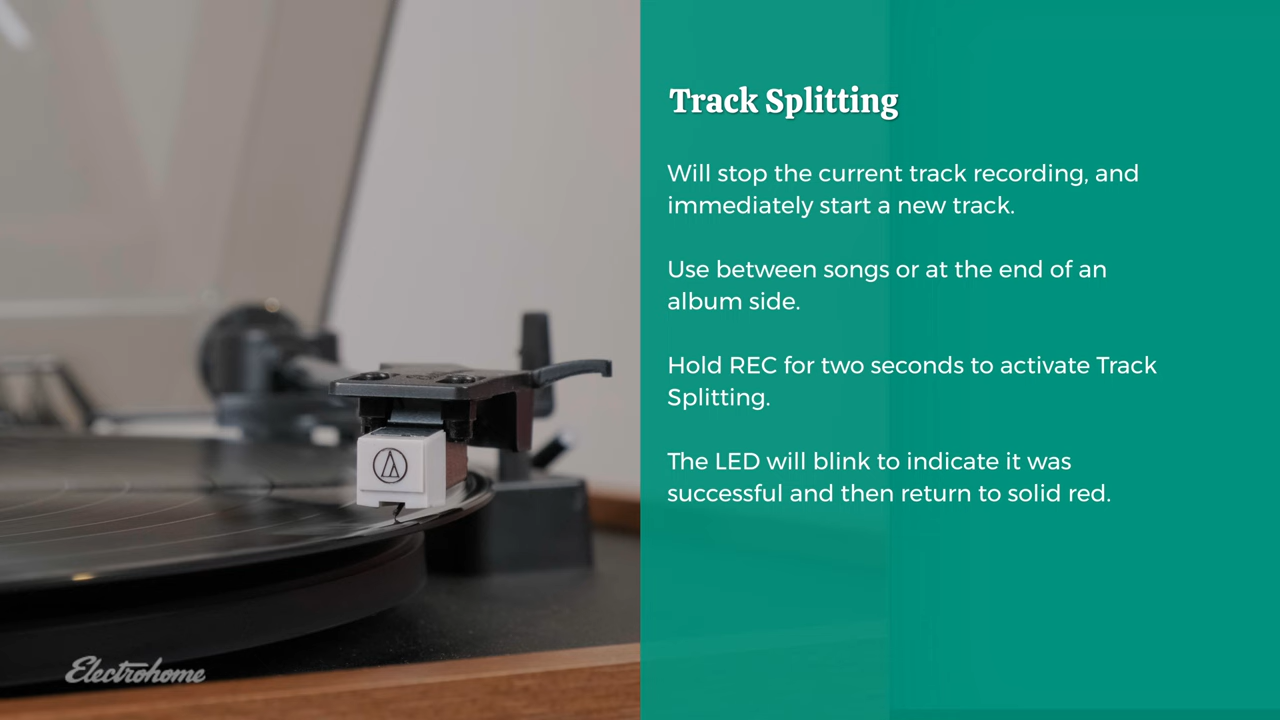 Track Splitting
Will stop the current track recording, and
immediately start a new track.
Use between songs or at the end of an
album side.
Hold REC for two seconds to activate Track
Splitting.
The LED will blink to indicate it was
successful and then return to solid red.
Electrohome